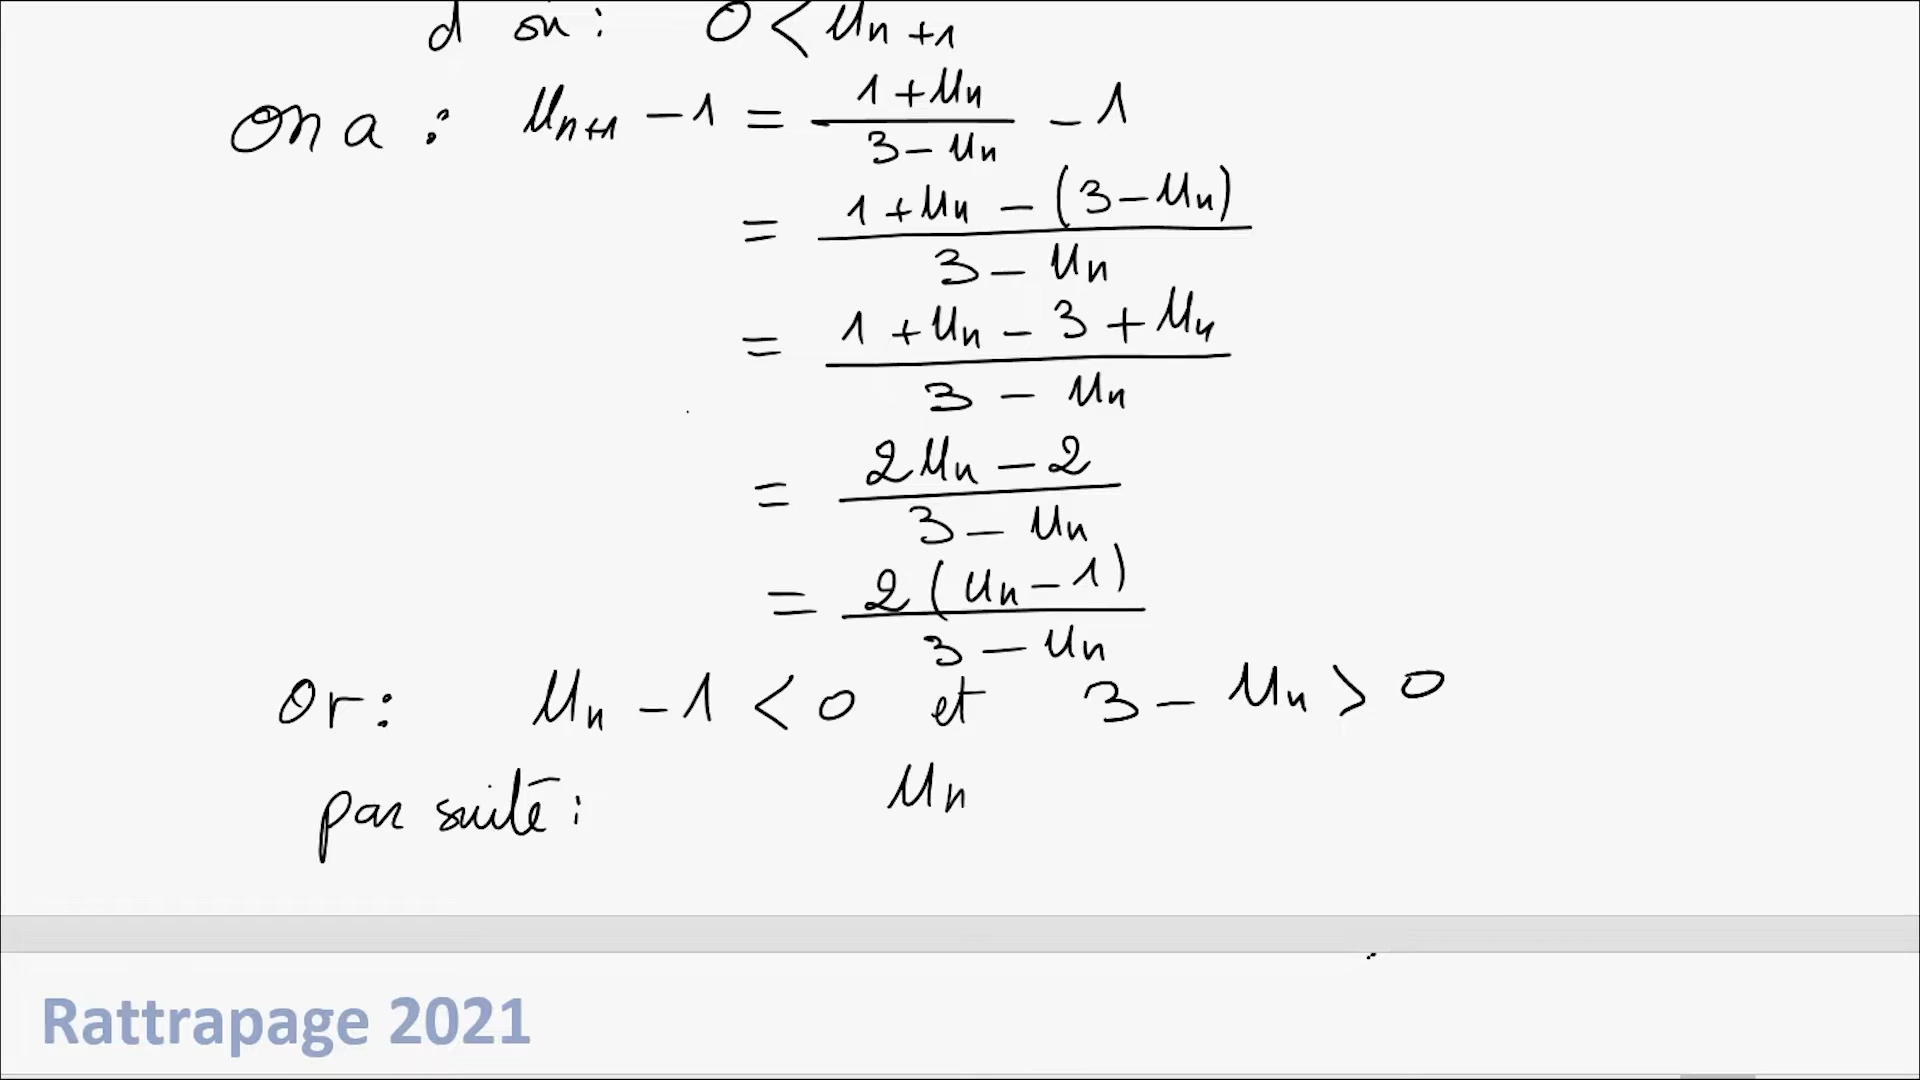 d'où : 0 < Un+1
on a : Un+1 - 1 = (1 + Un)/(3 - Un) - 1
= (1 + Un - (3 - Un))/(3 - Un)
= (1 + Un - 3 + Un)/(3 - Un)
= (2Un - 2)/(3 - Un)
= 2(Un - 1)/(3 - Un)
or : Un - 1 < 0 et 3 - Un > 0
par suite : Un
Rattrapage 2021